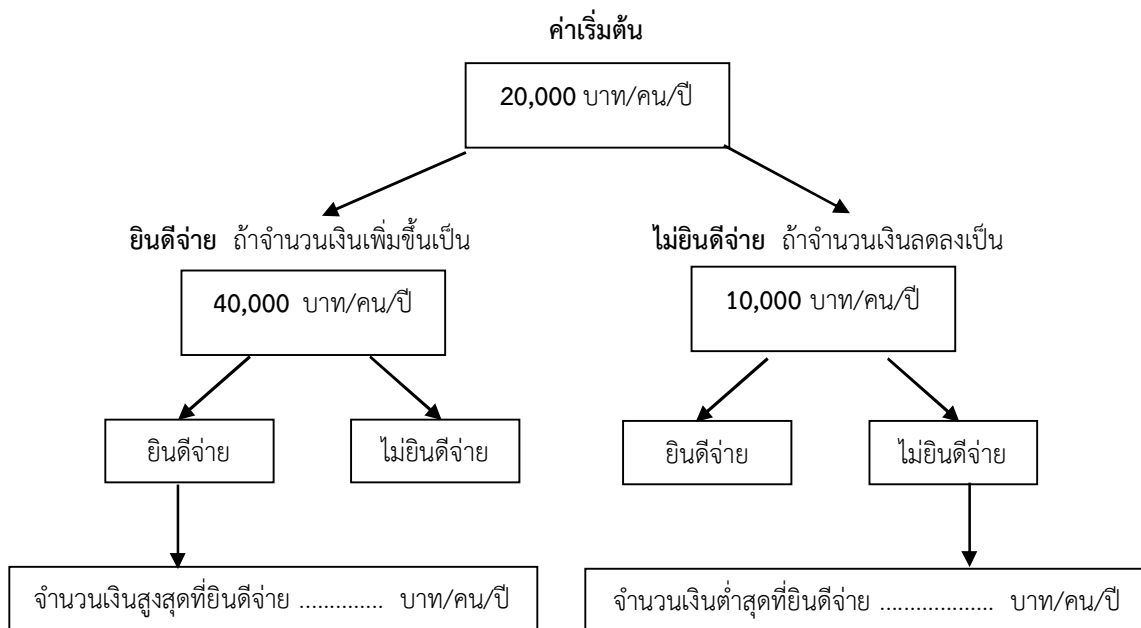 ค่าเริ่มต้น
20,000 บาท/คน/ปี
ยินดีจ่าย ถ้าจำนวนเงินเพิ่มขึ้นเป็น
ไม่ยินดีจ่าย ถ้าจำนวนเงินลดลงเป็น
40,000 บาท/คน/ปี
10,000 บาท/คน/ปี
ยินดีจ่าย
ไม่ยินดีจ่าย
ยินดีจ่าย
ไม่ยินดีจ่าย
จำนวนเงินสูงสุดที่ยินดีจ่าย ............. บาท/คน/ปี
จำนวนเงินต่ำสุดที่ยินดีจ่าย ................... บาท/คน/ปี